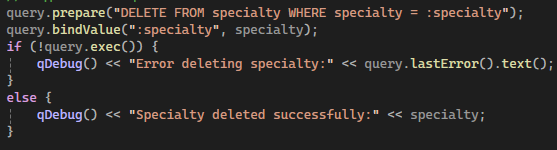 query.prepare("DELETE FROM specialty WHERE specialty = :specialty");
query.bindValue(":specialty", specialty);
if (!query.exec()) {
    qDebug() << "Error deleting specialty:" << query.lastError().text();
}
else {
    qDebug() << "Specialty deleted successfully:" << specialty;
}